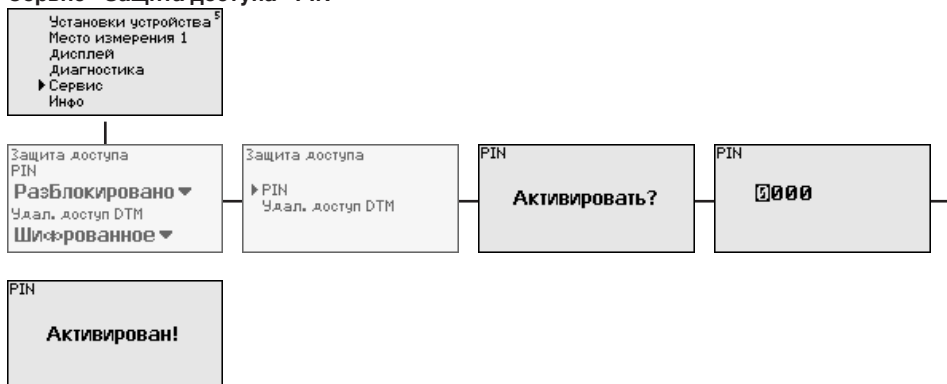 Сервис - Защита доступа - PIN
Установки устройства 5
Место измерения 1
Дисплей
Диагностика
Сервис
Инфо
Защита доступа
PIN
РазБлокировано
Удал. доступ DTM
Шифрованное
Защита доступа
PIN
Удал. доступ DTM
PIN
Активировать?
PIN
0000
PIN
Активирован!